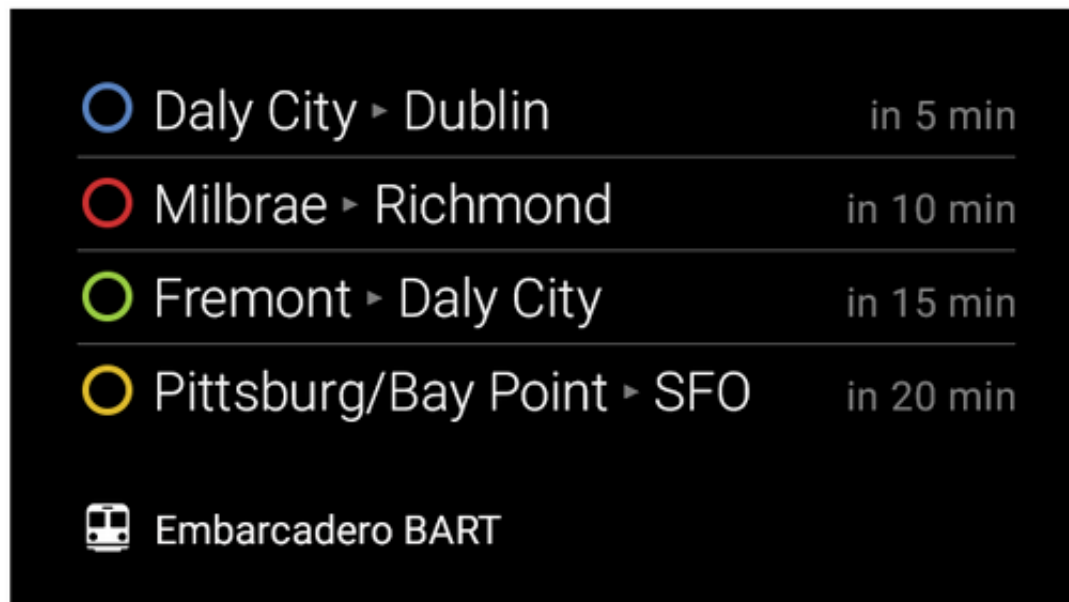 Daly City ▸ Dublin in 5 min
Milbrae ▸ Richmond in 10 min
Fremont ▸ Daly City in 15 min
Pittsburg/Bay Point ▸ SFO in 20 min
Embarcadero BART